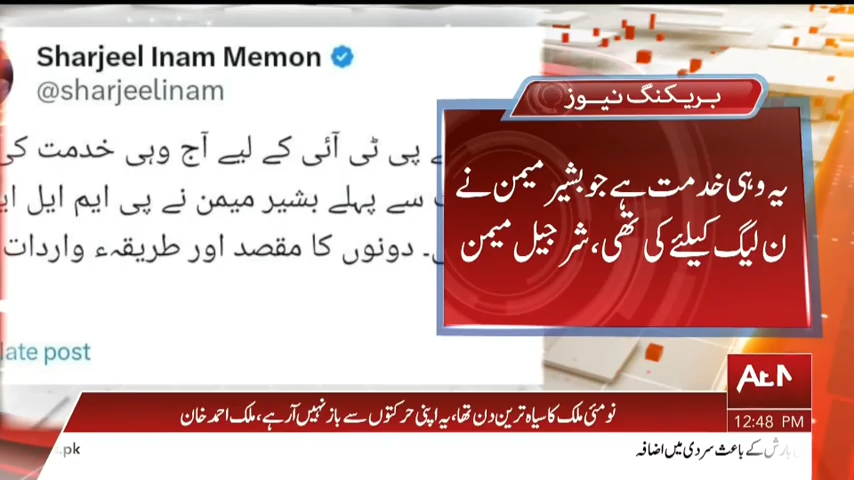 Sharjeel Inam Memon
@sharjeelinam
پی ٹی آئی کے لیے آج وہی خدمت کی
سے پہلے بشیر میمن نے پی ایم ایل
دونوں کا مقصد اور طریقہء واردات
late post
بریکنگ نیوز
یہ وہی خدمت ہے جو بشیر میمن نے
ن لیگ کیلئے کی تھی، شرجیل میمن
نو مئی ملک کا سیاہ ترین دن تھا، یہ اپنی حرکتوں سے باز نہیں آرہے، ملک احمد خان
12:48 PM
.pk
بارش کے باعث سردی میں اضافہ